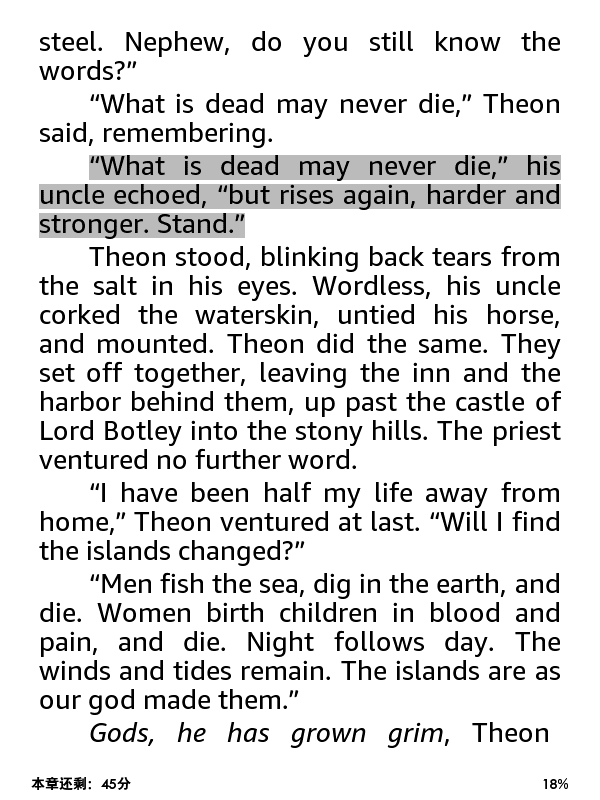 steel. Nephew, do you still know the
words?”
“What is dead may never die,” Theon
said, remembering.
“What is dead may never die,” his
uncle echoed, “but rises again, harder and
stronger. Stand.”
Theon stood, blinking back tears from
the salt in his eyes. Wordless, his uncle
corked the waterskin, untied his horse,
and mounted. Theon did the same. They
set off together, leaving the inn and the
harbor behind them, up past the castle of
Lord Botley into the stony hills. The priest
ventured no further word.
“I have been half my life away from
home,” Theon ventured at last. “Will I find
the islands changed?”
“Men fish the sea, dig in the earth, and
die. Women birth children in blood and
pain, and die. Night follows day. The
winds and tides remain. The islands are as
our god made them.”
Gods, he has grown grim, Theon
本章还剩：45分 18%